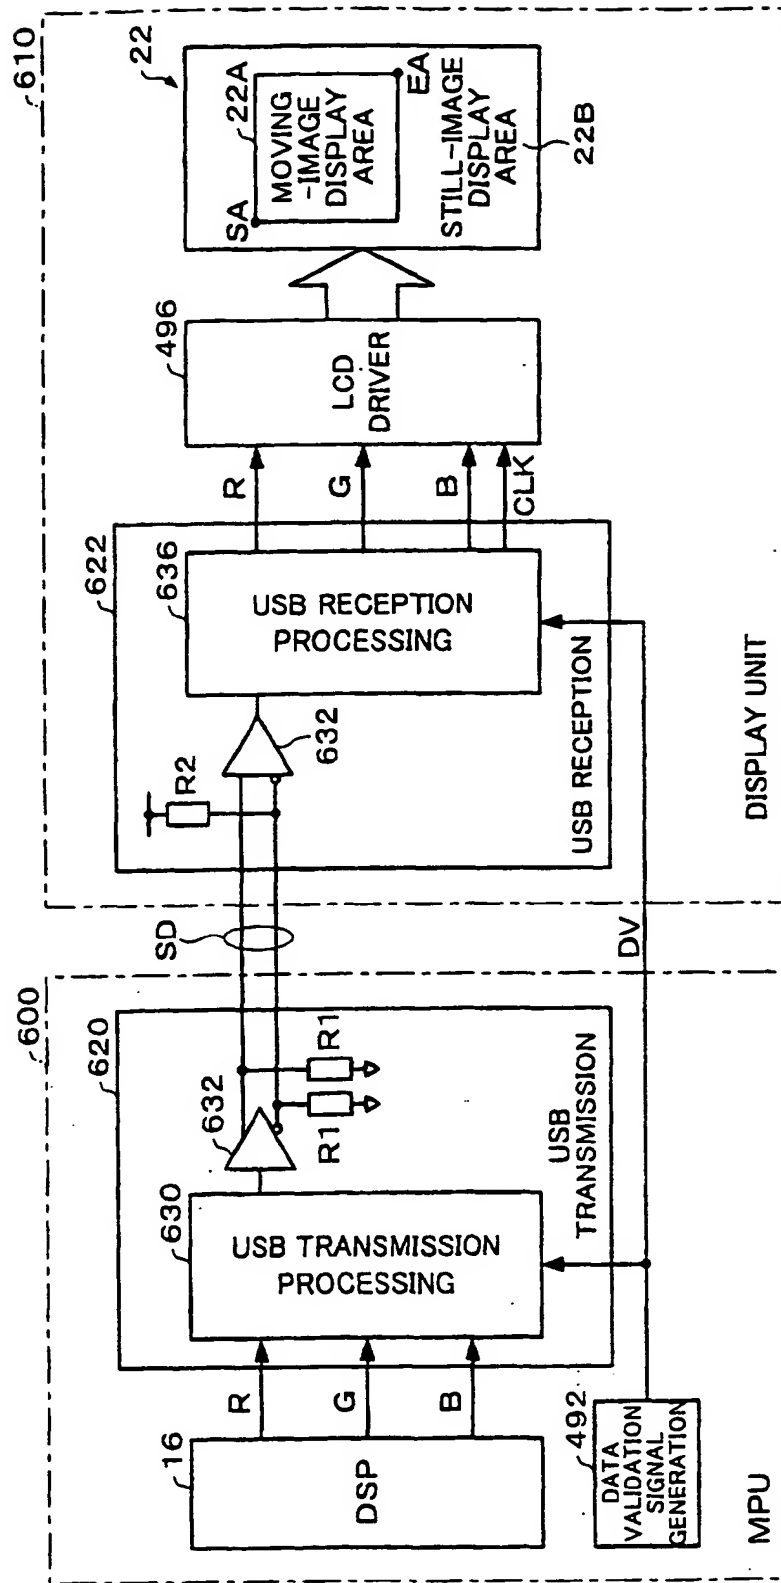 600
MPU
16
DSP
R
G
B
492
DATA
VALIDATION
SIGNAL
GENERATION
620
630
USB TRANSMISSION
PROCESSING
632
R1
R1
USB
TRANSMISSION
SD
DV
610
DISPLAY UNIT
622
R2
632
636
USB RECEPTION
PROCESSING
USB RECEPTION
R
G
B
CLK
496
LCD
DRIVER
22
SA
22A
MOVING
-IMAGE
DISPLAY
AREA
EA
STILL-IMAGE
DISPLAY
AREA
22B